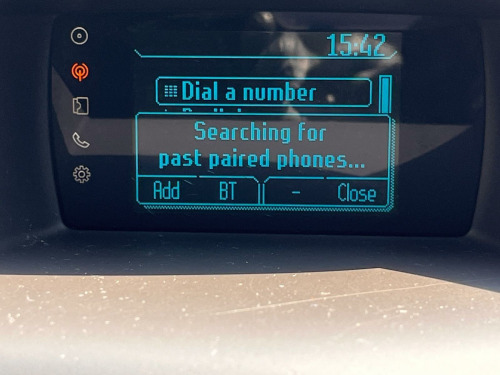 15:42
Dial a number
Searching for
past paired phones...
Add BT - Close